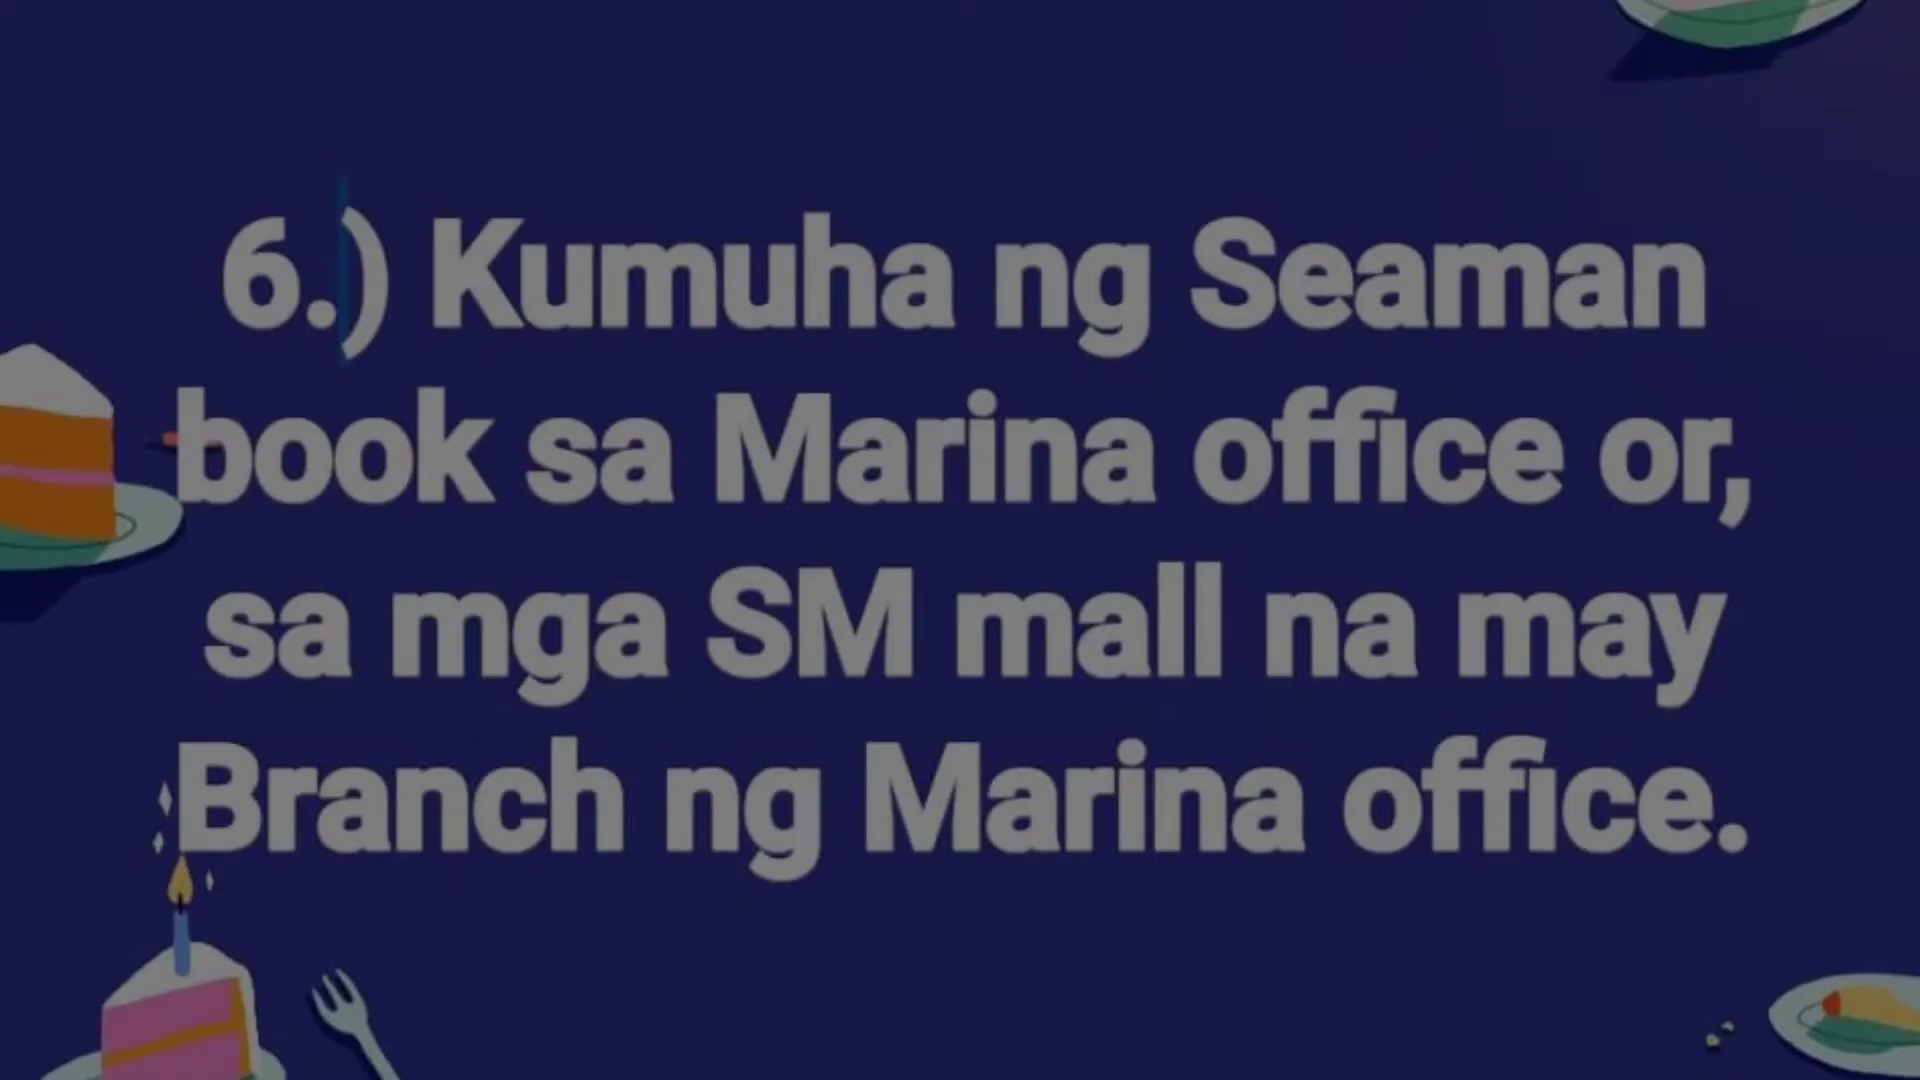 6.) Kumuha ng Seaman
book sa Marina office or,
sa mga SM mall na may
Branch ng Marina office.